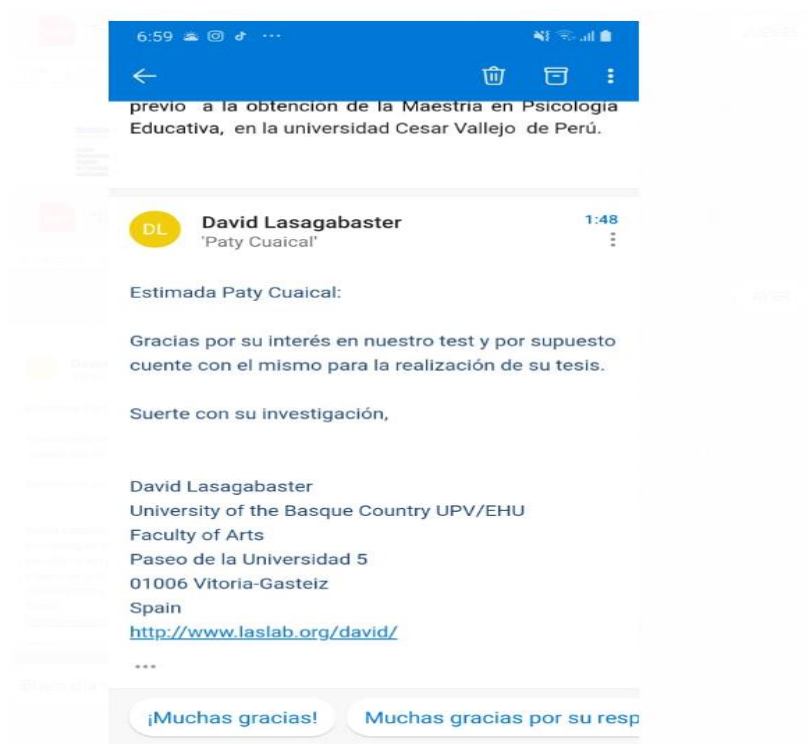 6:59
previo a la obtención de la Maestría en Psicología
Educativa, en la universidad Cesar Vallejo de Perú.
DL
David Lasagabaster
1:48
'Paty Cuaical'
Estimada Paty Cuaical:
Gracias por su interés en nuestro test y por supuesto
cuente con el mismo para la realización de su tesis.
Suerte con su investigación,
David Lasagabaster
University of the Basque Country UPV/EHU
Faculty of Arts
Paseo de la Universidad 5
01006 Vitoria-Gasteiz
Spain
http://www.laslab.org/david/
¡Muchas gracias!
Muchas gracias por su resp